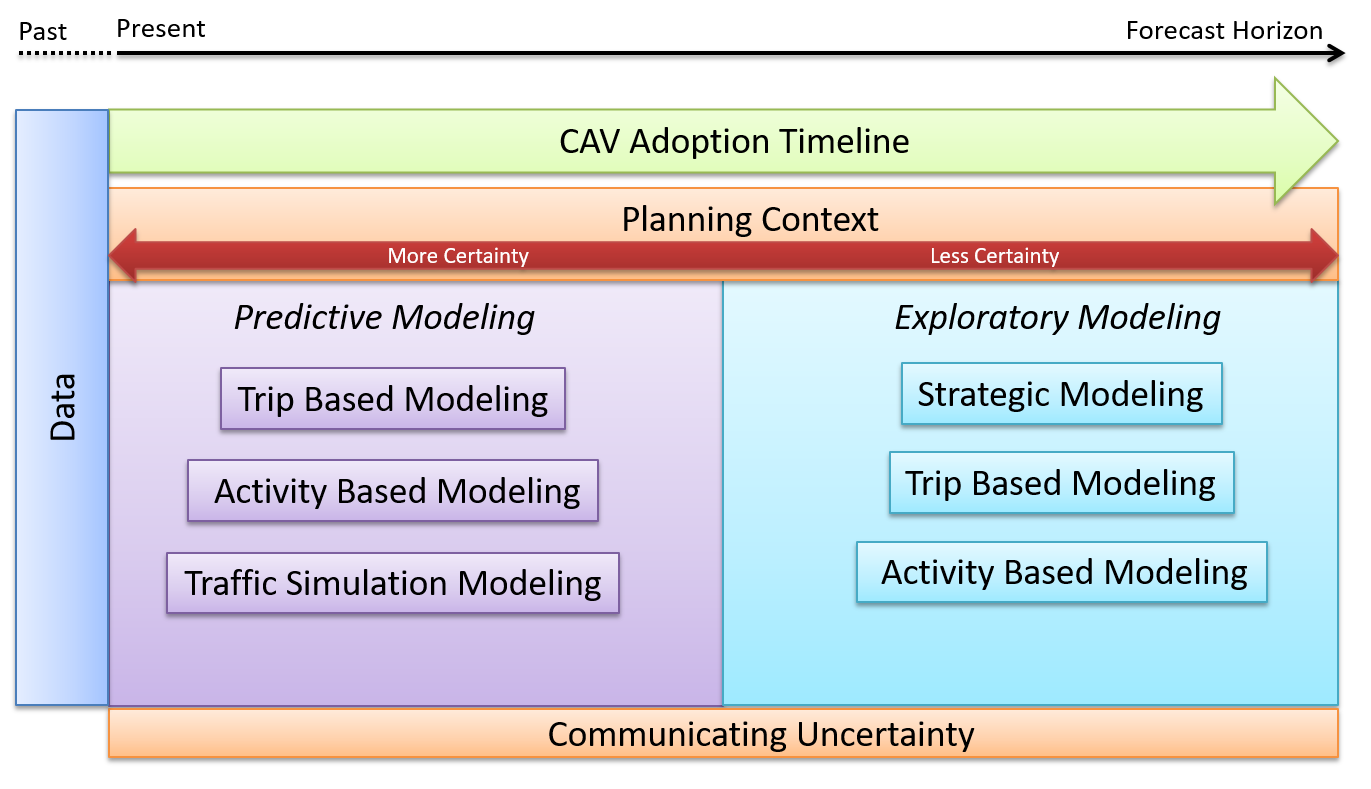 Past
Present
Forecast Horizon
CAV Adoption Timeline
Planning Context
More Certainty
Less Certainty
Data
Predictive Modeling
Trip Based Modeling
Activity Based Modeling
Traffic Simulation Modeling
Exploratory Modeling
Strategic Modeling
Trip Based Modeling
Activity Based Modeling
Communicating Uncertainty